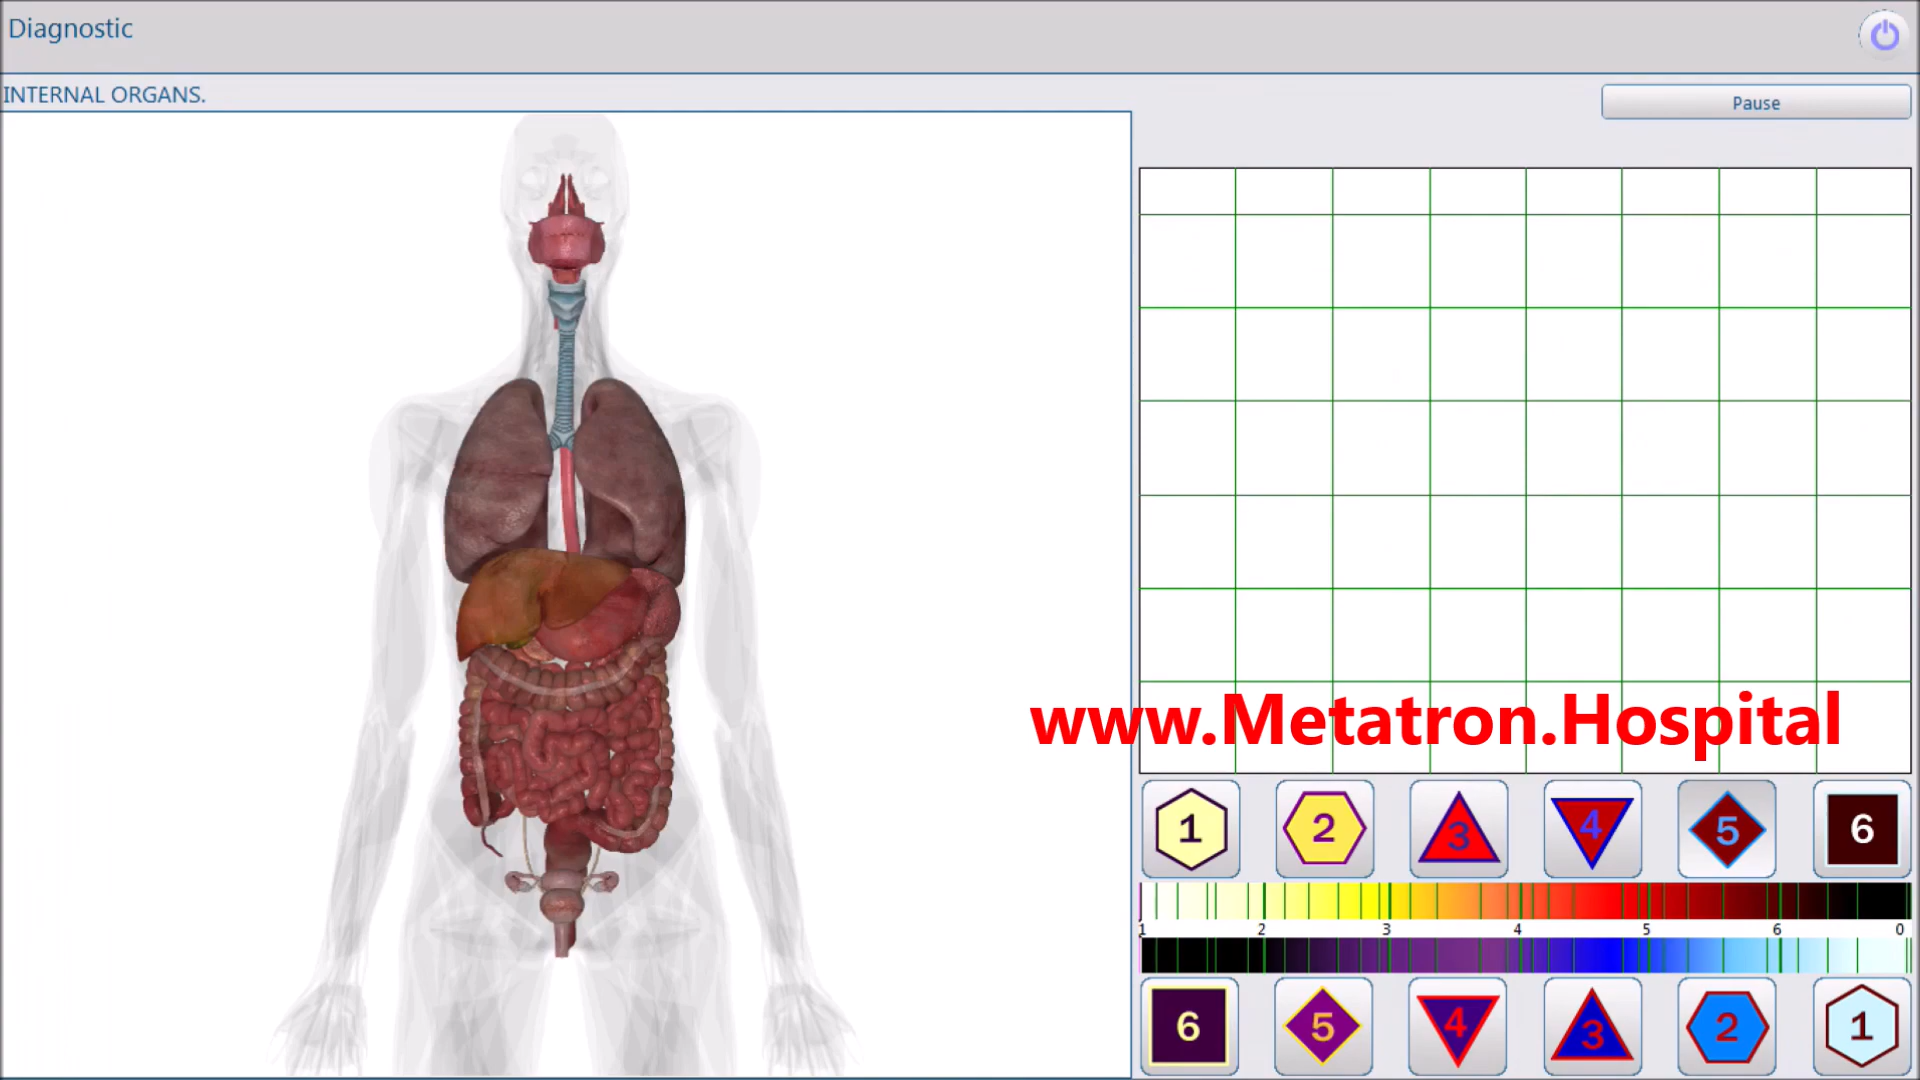 Diagnostic
INTERNAL ORGANS.
Pause
www.Metatron.Hospital
1 2 3 4 5 6
1 2 3 4 5 6 0
6 5 4 3 2 1